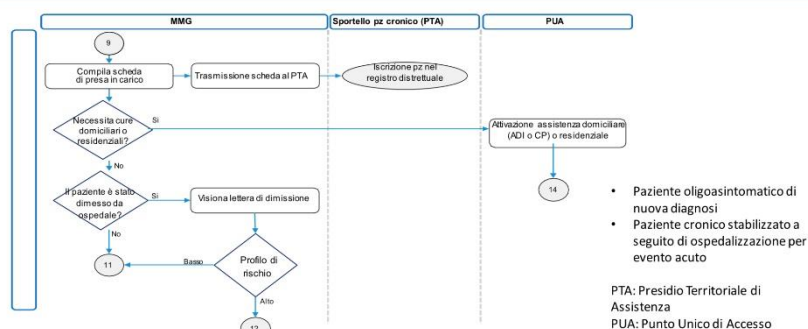 MMG
Sportello pz cronico (PTA)
PUA
9
Compila scheda
di presa in carico
Trasmissione scheda al PTA
Iscrizione pz nel
registro distrettuale
Necessita cure
domiciliari o
residenziali?
Si
Attivazione assistenza domiciliare
(ADI o CP) o residenziale
No
14
Il paziente è stato
dimesso da
ospedale?
Si
Visiona lettera di dimissione
No
11
Basso
Profilo di
rischio
Alto
12
• Paziente oligoasintomatico di
nuova diagnosi
• Paziente cronico stabilizzato a
seguito di ospedalizzazione per
evento acuto
PTA: Presidio Territoriale di
Assistenza
PUA: Punto Unico di Accesso